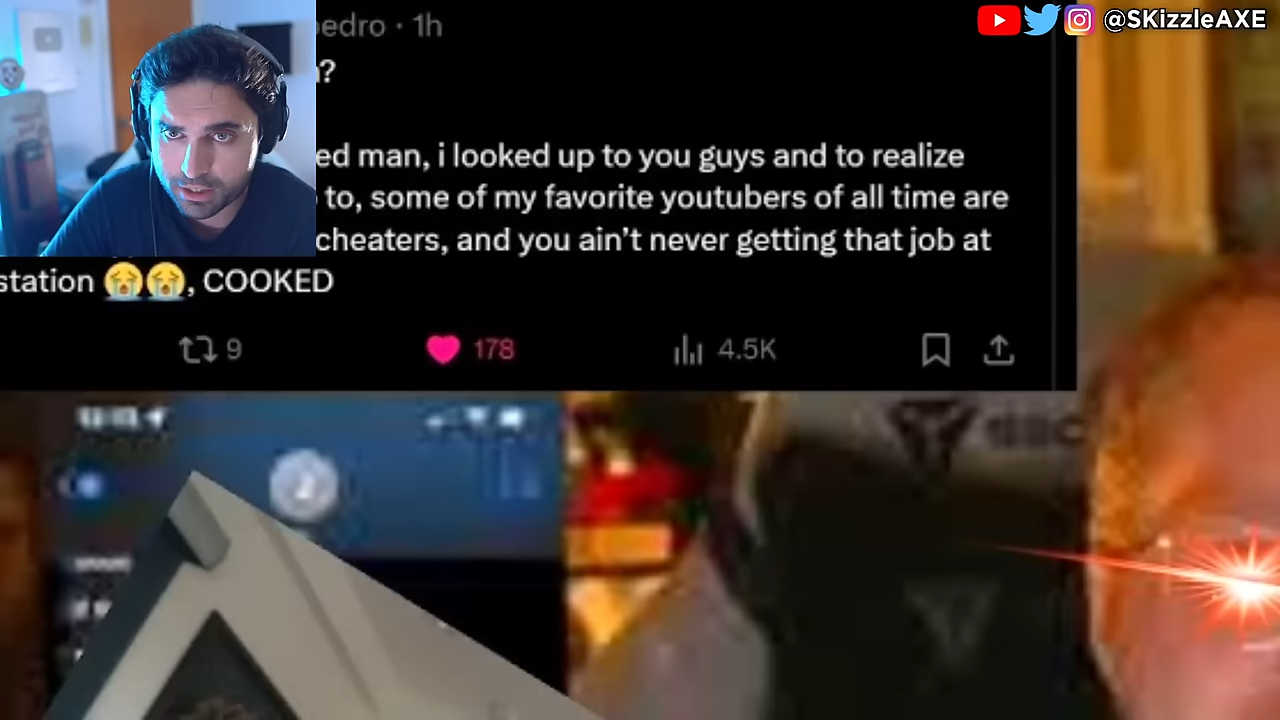 pedro · 1h
@SKizzleAXE
?
ed man, i looked up to you guys and to realize
to, some of my favorite youtubers of all time are
cheaters, and you ain't never getting that job at
station 😭😭, COOKED
9 178 4.5K